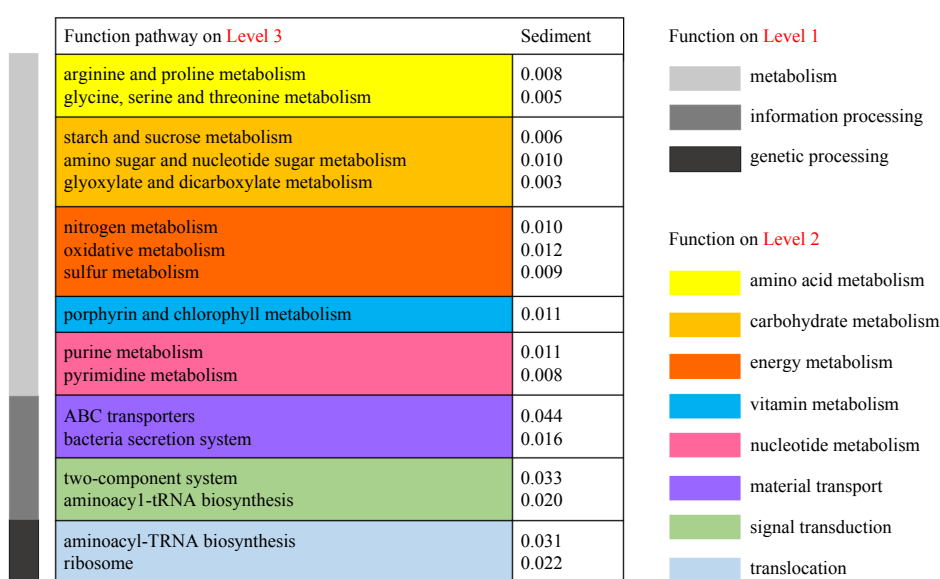 Function pathway on Level 3 Sediment
arginine and proline metabolism 0.008
glycine, serine and threonine metabolism 0.005
starch and sucrose metabolism 0.006
amino sugar and nucleotide sugar metabolism 0.010
glyoxylate and dicarboxylate metabolism 0.003
nitrogen metabolism 0.010
oxidative metabolism 0.012
sulfur metabolism 0.009
porphyrin and chlorophyll metabolism 0.011
purine metabolism 0.011
pyrimidine metabolism 0.008
ABC transporters 0.044
bacteria secretion system 0.016
two-component system 0.033
aminoacy1-tRNA biosynthesis 0.020
aminoacyl-TRNA biosynthesis 0.031
ribosome 0.022
Function on Level 1
metabolism
information processing
genetic processing
Function on Level 2
amino acid metabolism
carbohydrate metabolism
energy metabolism
vitamin metabolism
nucleotide metabolism
material transport
signal transduction
translocation